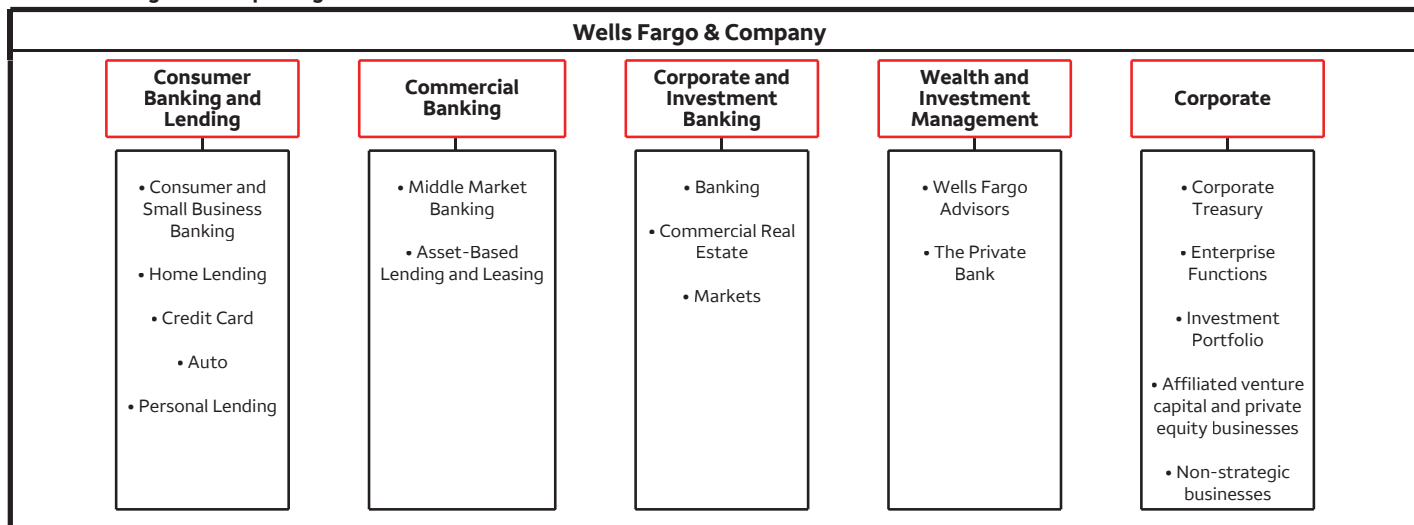 Wells Fargo & Company
Consumer
Banking and
Lending
• Consumer and
Small Business
Banking
• Home Lending
• Credit Card
• Auto
• Personal Lending
Commercial
Banking
• Middle Market
Banking
• Asset-Based
Lending and Leasing
Corporate and
Investment
Banking
• Banking
• Commercial Real
Estate
• Markets
Wealth and
Investment
Management
• Wells Fargo
Advisors
• The Private
Bank
Corporate
• Corporate
Treasury
• Enterprise
Functions
• Investment
Portfolio
• Affiliated venture
capital and private
equity businesses
• Non-strategic
businesses